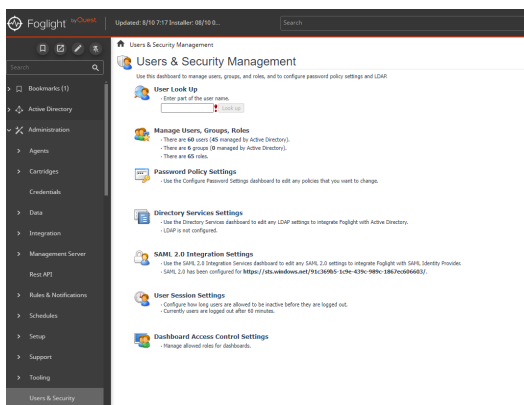 Foglight by Quest
Updated: 8/10 7:17 Installer: 08/10 0...
Search
Users & Security Management
Search
Bookmarks (1)
Active Directory
Administration
Agents
Cartridges
Credentials
Data
Integration
Management Server
Rest API
Rules & Notifications
Schedules
Setup
Support
Tooling
Users & Security
Users & Security Management
Use this dashboard to manage users, groups, and roles, and to configure password policy settings and LDAP.
User Look Up
- Enter part of the user name.
Look up
Manage Users, Groups, Roles
- There are 60 users (45 managed by Active Directory).
- There are 6 groups (0 managed by Active Directory).
- There are 65 roles.
Password Policy Settings
- Use the Configure Password Settings dashboard to edit any policies that you want to change.
Directory Services Settings
- Use the Directory Services dashboard to edit any LDAP settings to integrate Foglight with Active Directory.
- LDAP is not configured.
SAML 2.0 Integration Settings
- Use the SAML 2.0 Integration Services dashboard to edit any SAML 2.0 settings to integrate Foglight with SAML Identity Provides
- SAML 2.0 has been configured for https://sts.windows.net/91c369b5-1c9e-439c-989c-1867ec606603/.
User Session Settings
- Configure how long users are allowed to be inactive before they are logged out.
- Currently users are logged out after 60 minutes.
Dashboard Access Control Settings
- Manage allowed roles for dashboards.